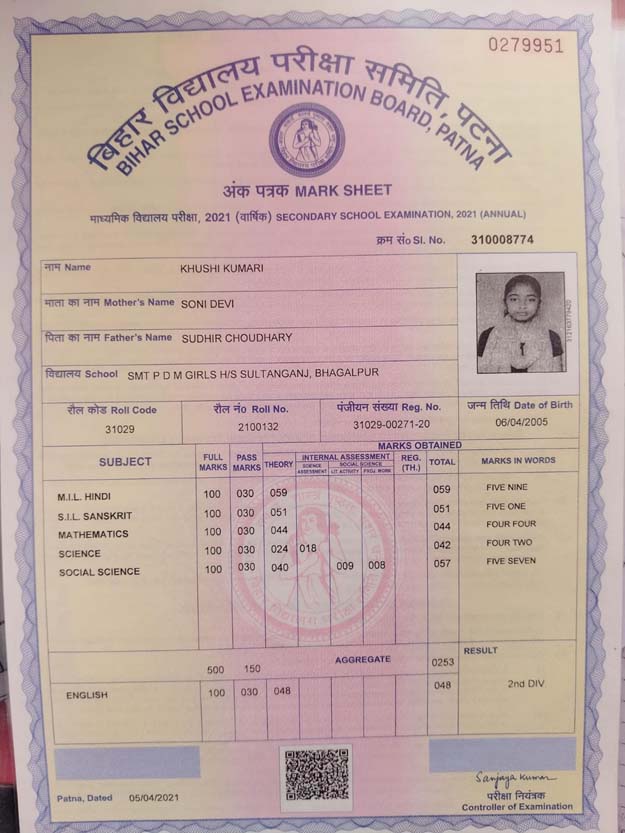 0279951
बिहार विद्यालय परीक्षा समिति, पटना
BIHAR SCHOOL EXAMINATION BOARD, PATNA
अंक पत्रक MARK SHEET
माध्यमिक विद्यालय परीक्षा, 2021 (वार्षिक) SECONDARY SCHOOL EXAMINATION, 2021 (ANNUAL)
क्रम सं० Sl. No. 310008774
नाम Name KHUSHI KUMARI
माता का नाम Mother's Name SONI DEVI
पिता का नाम Father's Name SUDHIR CHOUDHARY
विद्यालय School SMT P D M GIRLS H/S SULTANGANJ, BHAGALPUR
रौल कोड Roll Code रौल नं० Roll No. पंजीयन संख्या Reg. No. जन्म तिथि Date of Birth
31029 2100132 31029-00271-20 06/04/2005
MARKS OBTAINED
SUBJECT FULL MARKS PASS MARKS THEORY INTERNAL ASSESSMENT REG. (TH.) TOTAL MARKS IN WORDS
SCIENCE ASSESSMENT SOCIAL SCIENCE LIT ACTIVITY PROJ. WORK
M.I.L. HINDI 100 030 059 059 FIVE NINE
S.I.L. SANSKRIT 100 030 051 051 FIVE ONE
MATHEMATICS 100 030 044 044 FOUR FOUR
SCIENCE 100 030 024 018 042 FOUR TWO
SOCIAL SCIENCE 100 030 040 009 008 057 FIVE SEVEN
500 150 AGGREGATE 0253 RESULT
ENGLISH 100 030 048 048 2nd DIV
Patna, Dated 05/04/2021
Sanjaya Kumar
परीक्षा नियंत्रक
Controller of Examination